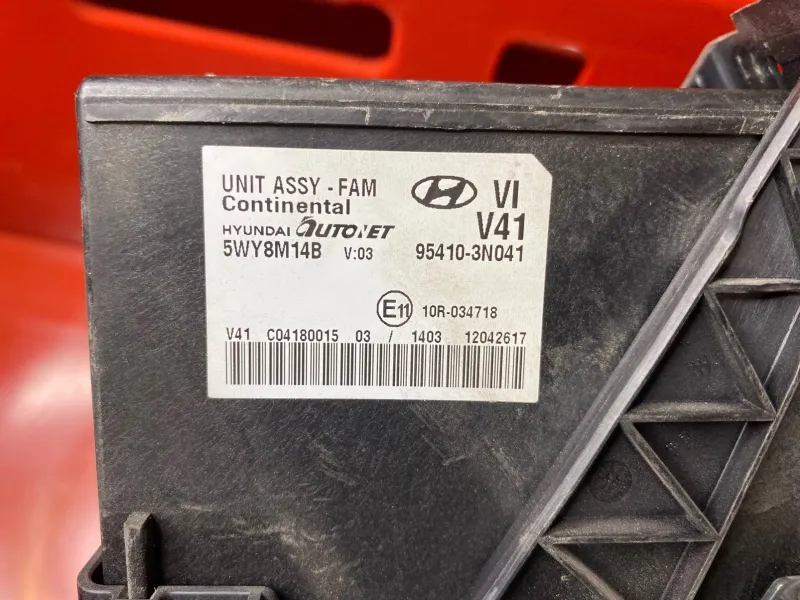 UNIT ASSY - FAM
Continental
HYUNDAI AUTONET
5WY8M14B V:03
VI
V41
95410-3N041
E11 10R-034718
V41 C04180015 03 / 1403 12042617